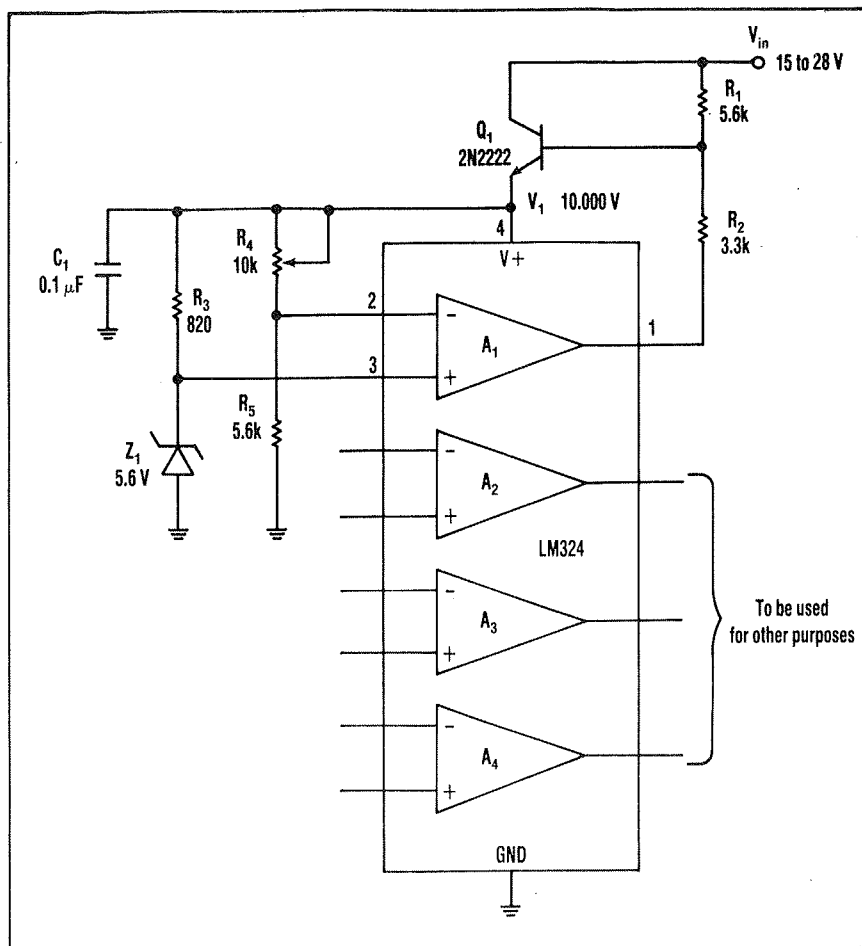 Vin
15 to 28 V
R1
5.6k
Q1
2N2222
V1 10.000 V
R2
3.3k
4
V+
C1
0.1 μF
R4
10k
R3
820
2
-
A1
1
3
+
R5
5.6k
Z1
5.6 V
-
A2
+
LM324
-
A3
+
To be used
for other purposes
-
A4
+
GND